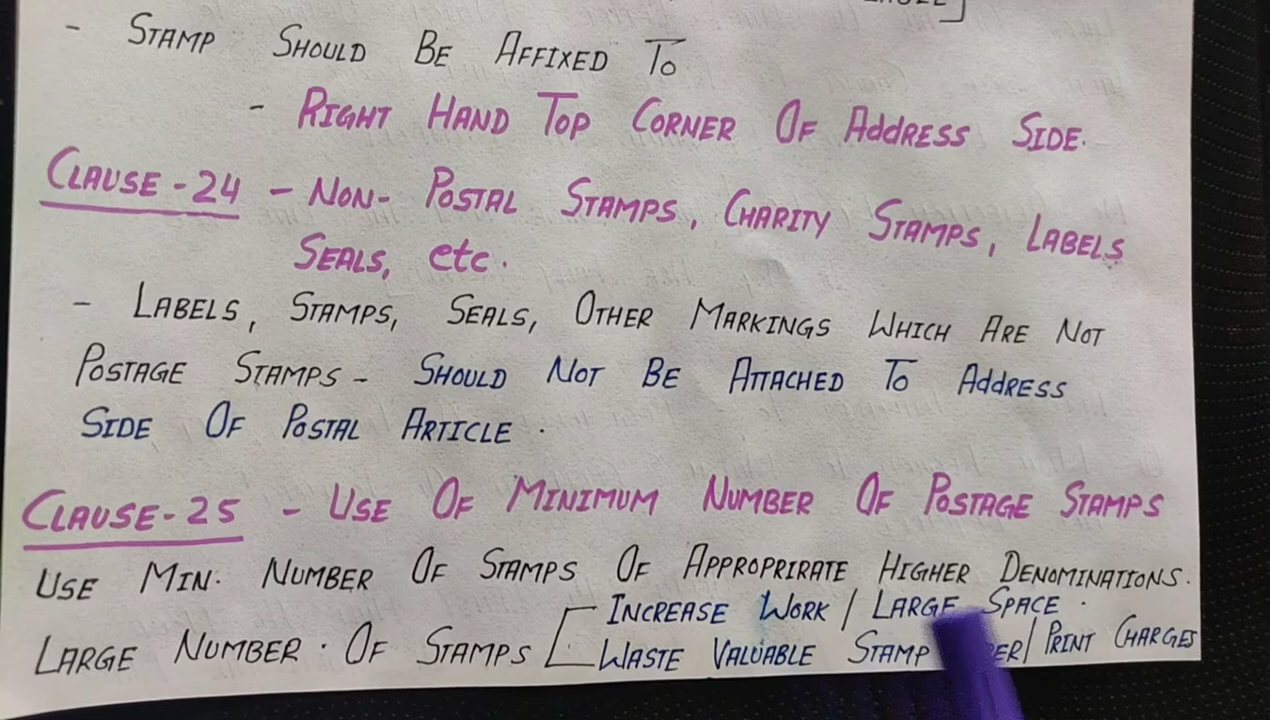 - STAMP SHOULD BE AFFIXED TO
- RIGHT HAND TOP CORNER OF ADDRESS SIDE.
CLAUSE-24 - NON- POSTAL STAMPS, CHARITY STAMPS, LABELS
SEALS, etc.
- LABELS, STAMPS, SEALS, OTHER MARKINGS WHICH ARE NOT
POSTAGE STAMPS - SHOULD NOT BE ATTACHED TO ADDRESS
SIDE OF POSTAL ARTICLE.
CLAUSE-25 - USE OF MINIMUM NUMBER OF POSTAGE STAMPS
USE MIN. NUMBER OF STAMPS OF APPROPRIRATE HIGHER DENOMINATIONS.
INCREASE WORK / LARGE SPACE.
LARGE NUMBER. OF STAMPS
WASTE VALUABLE STAMP / PRINT CHARGES